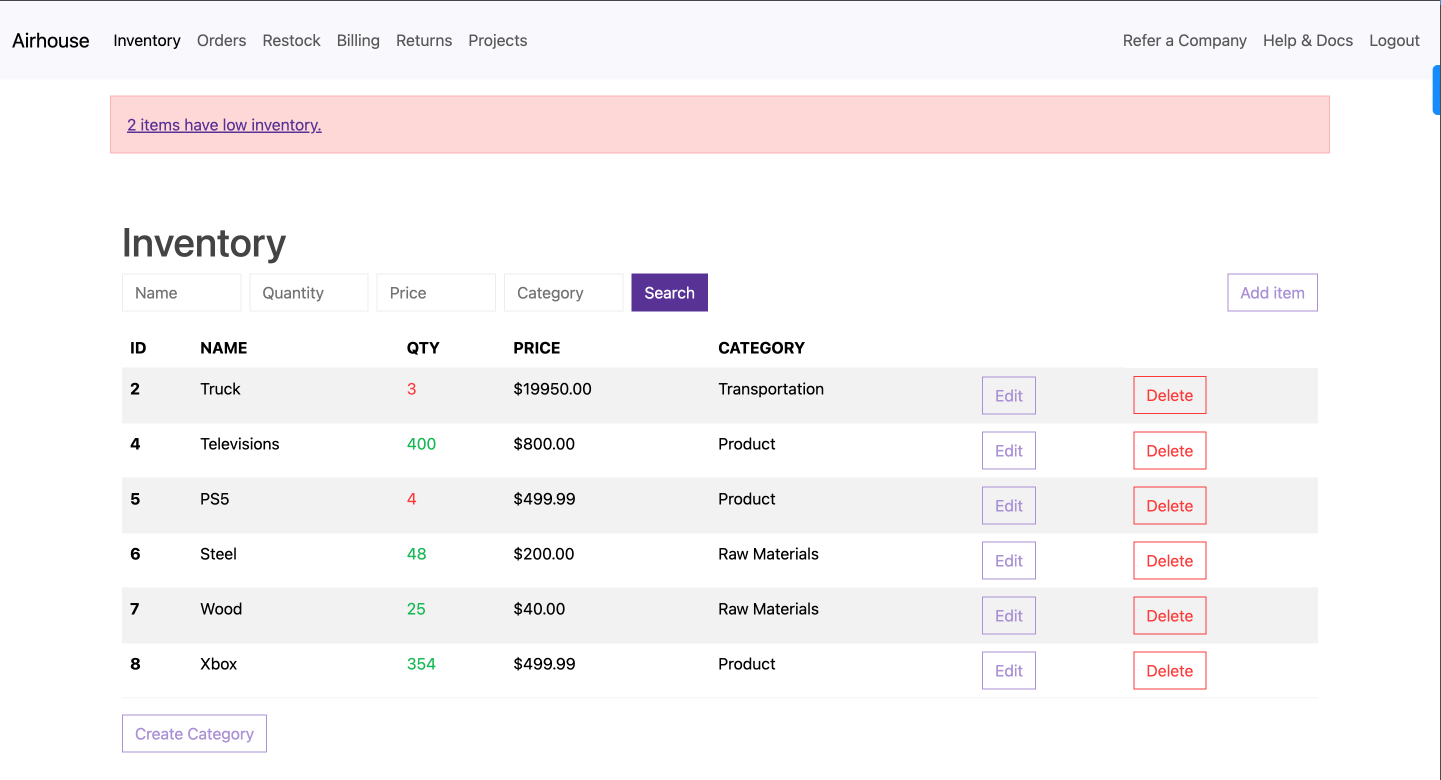 Airhouse Inventory Orders Restock Billing Returns Projects Refer a Company Help & Docs Logout
2 items have low inventory.
Inventory
Name Quantity Price Category Search Add item
ID NAME QTY PRICE CATEGORY
2 Truck 3 $19950.00 Transportation Edit Delete
4 Televisions 400 $800.00 Product Edit Delete
5 PS5 4 $499.99 Product Edit Delete
6 Steel 48 $200.00 Raw Materials Edit Delete
7 Wood 25 $40.00 Raw Materials Edit Delete
8 Xbox 354 $499.99 Product Edit Delete
Create Category